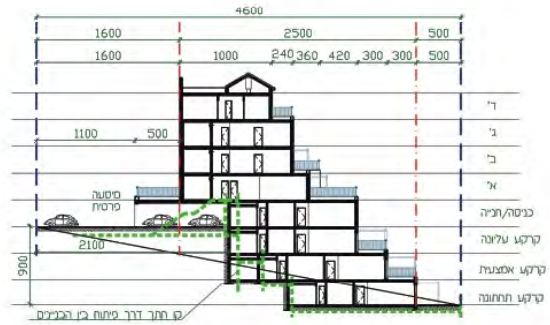 4600
1600 2500 500
1600 1000 240 360 420 300 300 500
ד'
ג'
1100 500
ב'
א'
מיסעה
פרטית
כניסה/חנייה
קרקע עליונה
2100
900
קרקע אמצעית
קו חתך דרך פיתוח בין הבניינים
קרקע תחתונה